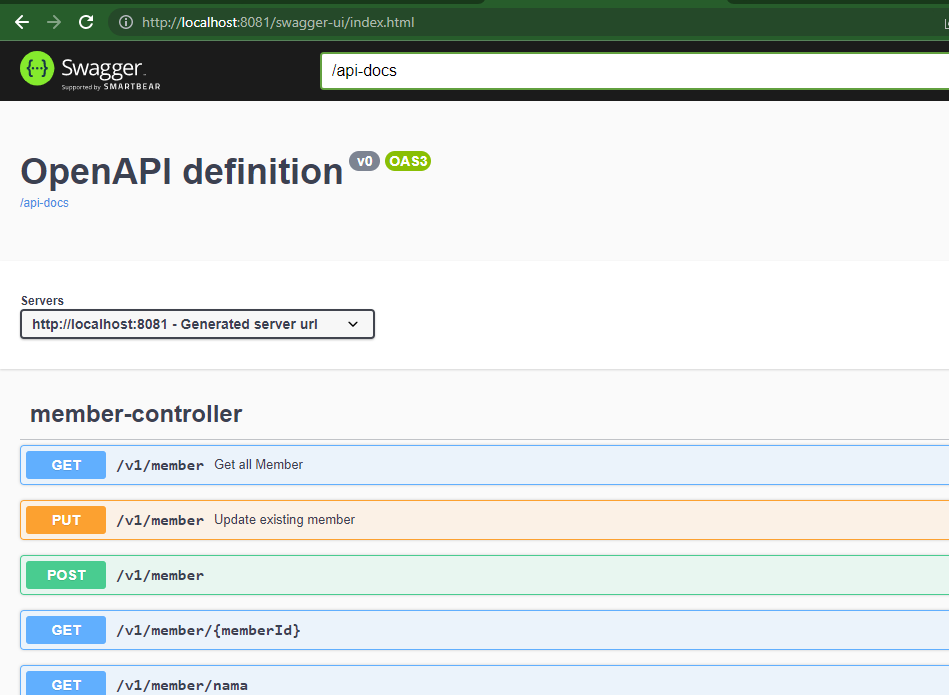 http://localhost:8081/swagger-ui/index.html
{···} Swagger.
Supported by SMARTBEAR
/api-docs
OpenAPI definition v0 OAS3
/api-docs
Servers
http://localhost:8081 - Generated server url
member-controller
GET /v1/member Get all Member
PUT /v1/member Update existing member
POST /v1/member
GET /v1/member/{memberId}
GET /v1/member/nama